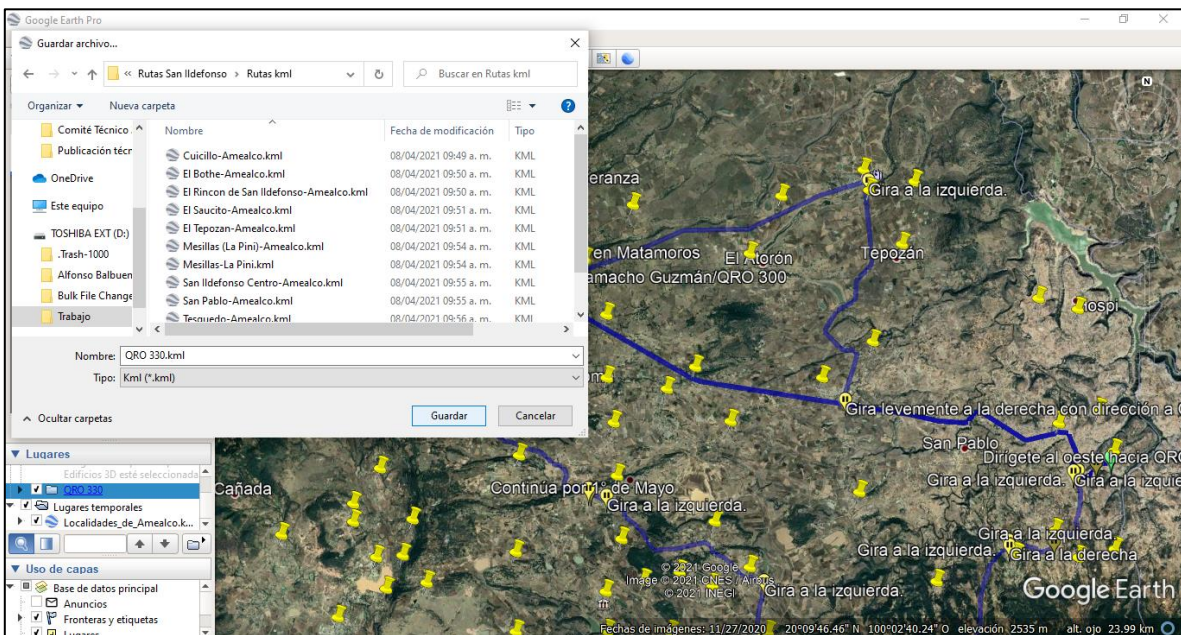 Google Earth Pro
Guardar archivo...
« Rutas San Ildefonso › Rutas kml
Buscar en Rutas kml
Organizar
Nueva carpeta
Comité Técnico
Publicación técr
OneDrive
Este equipo
TOSHIBA EXT (D:)
.Trash-1000
Alfonso Balbuen
Bulk File Change
Trabajo
Nombre Fecha de modificación Tipo
Cuicillo-Amealco.kml 08/04/2021 09:49 a. m. KML
El Bothe-Amealco.kml 08/04/2021 09:50 a. m. KML
El Rincon de San Ildefonso-Amealco.kml 08/04/2021 09:50 a. m. KML
El Saucito-Amealco.kml 08/04/2021 09:51 a. m. KML
El Tepozan-Amealco.kml 08/04/2021 09:51 a. m. KML
Mesillas (La Pini)-Amealco.kml 08/04/2021 09:54 a. m. KML
Mesillas-La Pini.kml 08/04/2021 09:54 a. m. KML
San Ildefonso Centro-Amealco.kml 08/04/2021 09:55 a. m. KML
San Pablo-Amealco.kml 08/04/2021 09:55 a. m. KML
Tesquedo-Amealco.kml 08/04/2021 09:56 a. m. KML
Nombre: QRO 330.kml
Tipo: Kml (*.kml)
Ocultar carpetas
Guardar
Cancelar
Lugares
Edificios 3D esté seleccionada
QRO 330
Lugares temporales
Localidades_de_Amealco.k...
Uso de capas
Base de datos principal
Anuncios
Fronteras y etiquetas
Lugares
N
eranza
Gira a la izquierda.
en Matamoros
El Atorón
Tepozán
amacho Guzmán/QRO 300
iospi
om
Gira levemente a la derecha con dirección a
San Pablo
Dirígete al oeste hacia QRO
Gira a la izquierda.
Gira a la izquie
Cañada
Continúa por 1° de Mayo
Gira a la izquierda.
Gira a la izquierda.
Gira a la izquierda.
Gira a la derecha
Gira a la izquierda.
© 2021 Google
Image © 2021 CNES / Airbus
© 2021 INEGI
Google Earth
Fechas de imágenes: 11/27/2020 20°09'46.46" N 100°02'40.24" O elevación 2535 m alt. ojo 23.99 km